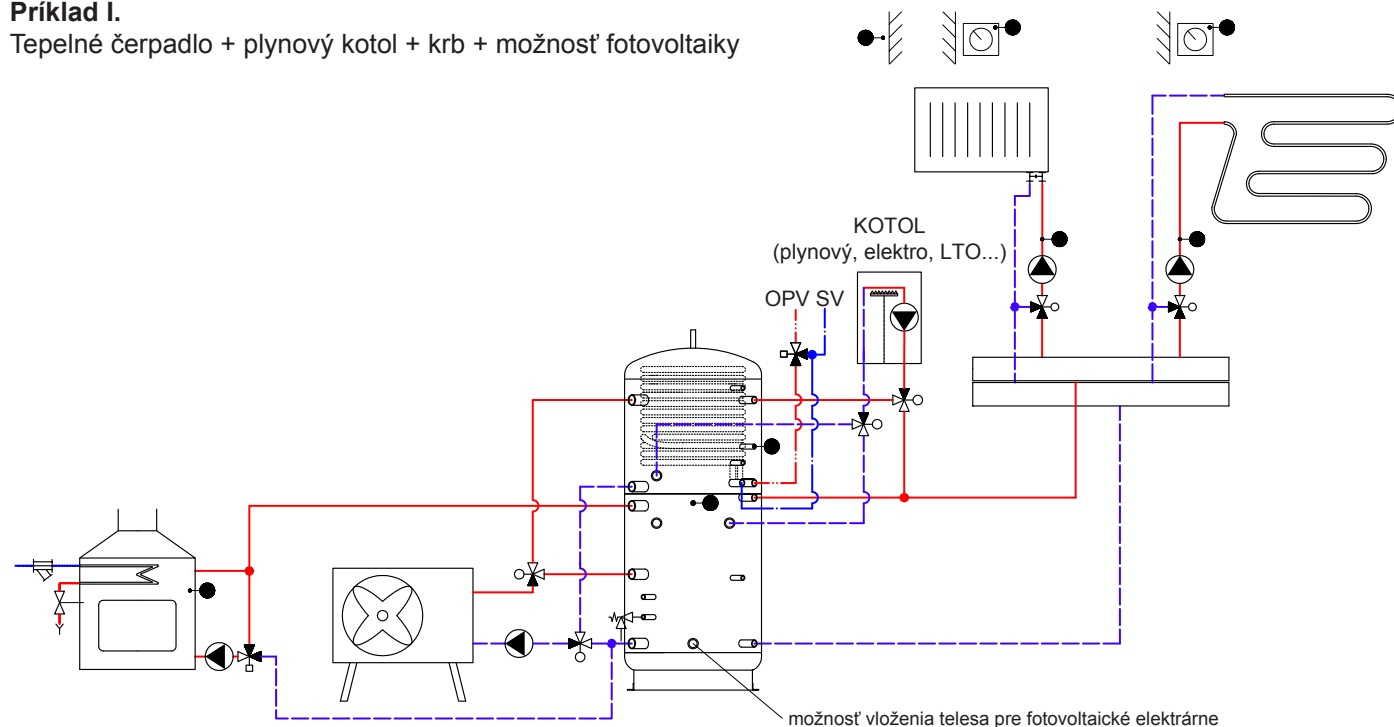 Príklad I.
Tepelné čerpadlo + plynový kotol + krb + možnosť fotovoltaiky
KOTOL
(plynový, elektro, LTO...)
OPV SV
možnosť vloženia telesa pre fotovoltaické elektrárne